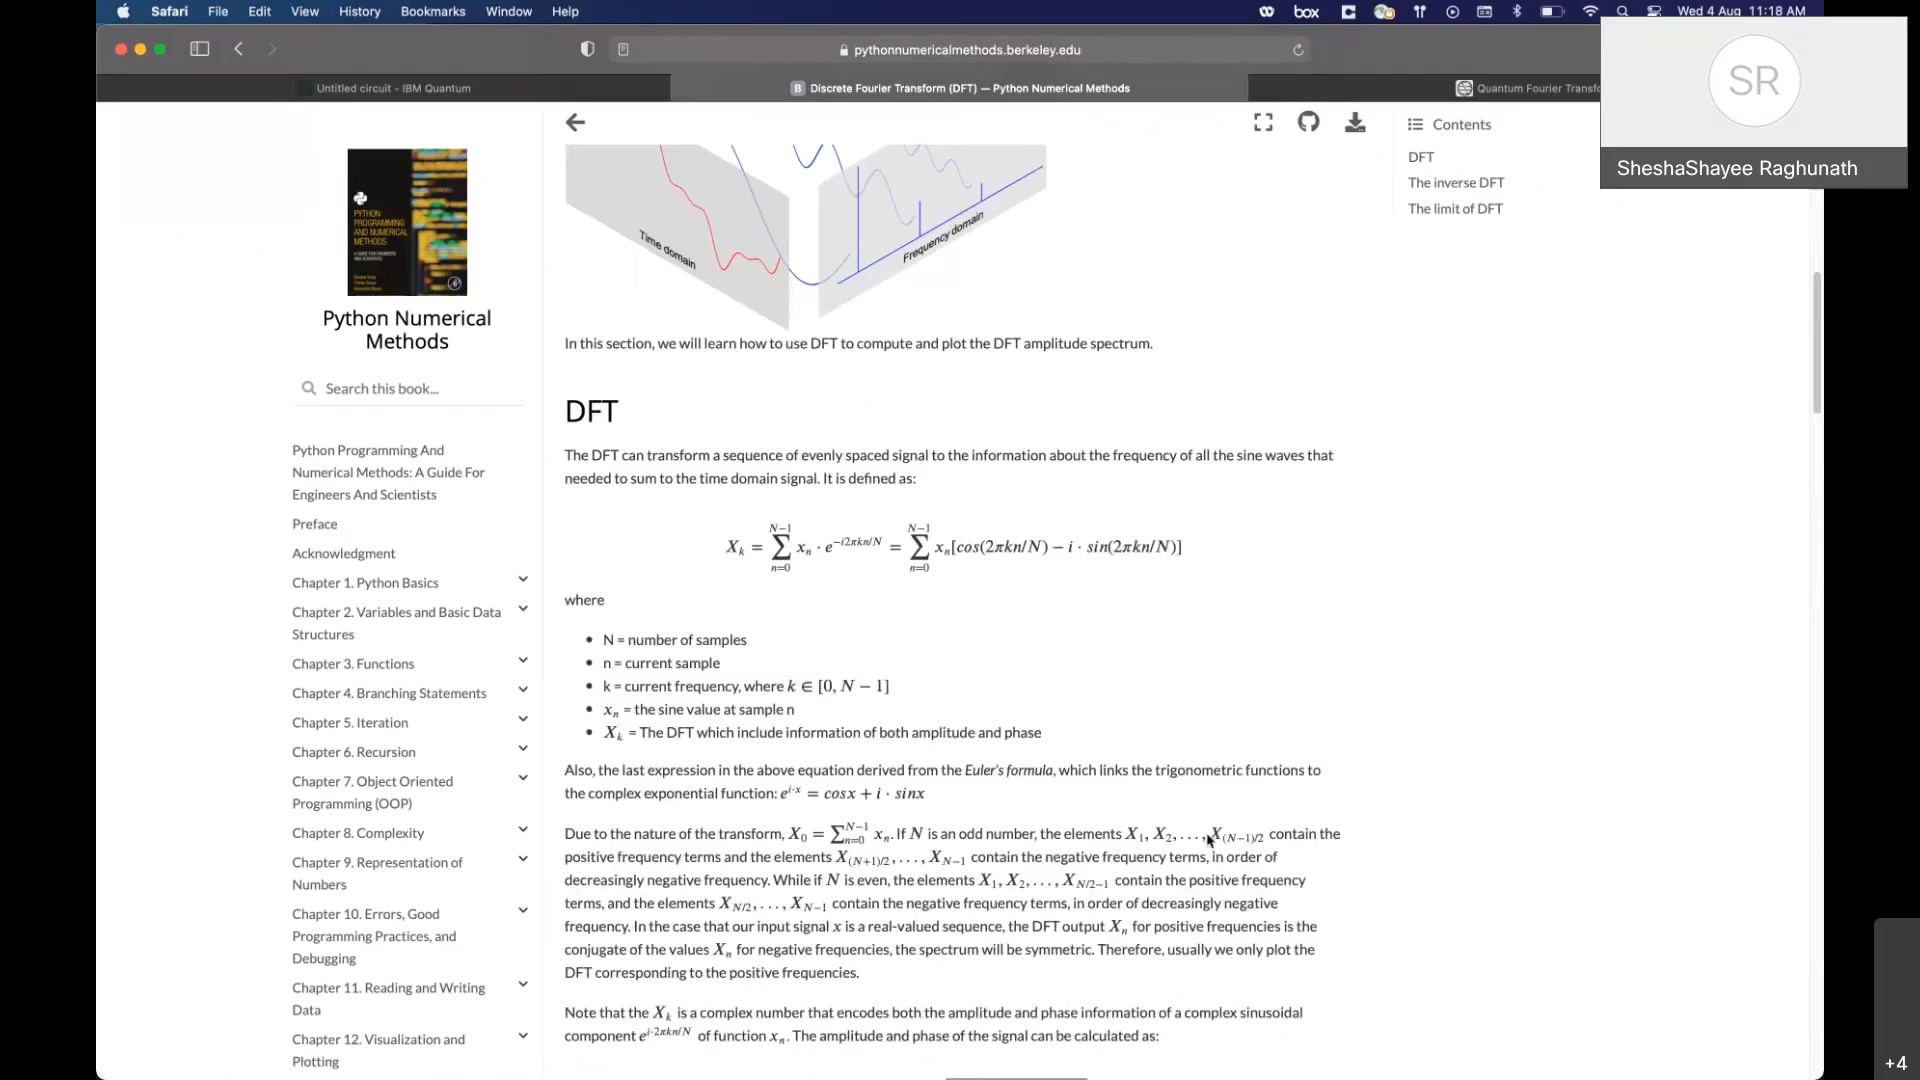 Safari File Edit View History Bookmarks Window Help
box
Wed 4 Aug 11:18 AM
pythonnumericalmethods.berkeley.edu
Untitled circuit - IBM Quantum
Discrete Fourier Transform (DFT) — Python Numerical Methods
Quantum Fourier Transfo
SR
SheshaShayee Raghunath
PYTHON
PROGRAMMING
AND NUMERICAL
METHODS
Python Numerical
Methods
Search this book...
Python Programming And
Numerical Methods: A Guide For
Engineers And Scientists
Preface
Acknowledgment
Chapter 1. Python Basics
Chapter 2. Variables and Basic Data
Structures
Chapter 3. Functions
Chapter 4. Branching Statements
Chapter 5. Iteration
Chapter 6. Recursion
Chapter 7. Object Oriented
Programming (OOP)
Chapter 8. Complexity
Chapter 9. Representation of
Numbers
Chapter 10. Errors, Good
Programming Practices, and
Debugging
Chapter 11. Reading and Writing
Data
Chapter 12. Visualization and
Plotting
Time domain
Frequency domain
In this section, we will learn how to use DFT to compute and plot the DFT amplitude spectrum.
DFT
The DFT can transform a sequence of evenly spaced signal to the information about the frequency of all the sine waves that
needed to sum to the time domain signal. It is defined as:
X_k = ∑_{n=0}^{N−1} x_n · e^{−i2πkn/N} = ∑_{n=0}^{N−1} x_n[cos(2πkn/N) − i · sin(2πkn/N)]
where
• N = number of samples
• n = current sample
• k = current frequency, where k ∈ [0, N − 1]
• x_n = the sine value at sample n
• X_k = The DFT which include information of both amplitude and phase
Also, the last expression in the above equation derived from the Euler's formula, which links the trigonometric functions to
the complex exponential function: e^{i·x} = cosx + i · sinx
Due to the nature of the transform, X_0 = ∑_{n=0}^{N−1} x_n. If N is an odd number, the elements X_1, X_2, . . . , X_{(N−1)/2} contain the
positive frequency terms and the elements X_{(N+1)/2}, . . . , X_{N−1} contain the negative frequency terms, in order of
decreasingly negative frequency. While if N is even, the elements X_1, X_2, . . . , X_{N/2−1} contain the positive frequency
terms, and the elements X_{N/2}, . . . , X_{N−1} contain the negative frequency terms, in order of decreasingly negative
frequency. In the case that our input signal x is a real-valued sequence, the DFT output X_n for positive frequencies is the
conjugate of the values X_n for negative frequencies, the spectrum will be symmetric. Therefore, usually we only plot the
DFT corresponding to the positive frequencies.
Note that the X_k is a complex number that encodes both the amplitude and phase information of a complex sinusoidal
component e^{i·2πkn/N} of function x_n. The amplitude and phase of the signal can be calculated as:
Contents
DFT
The inverse DFT
The limit of DFT
+4